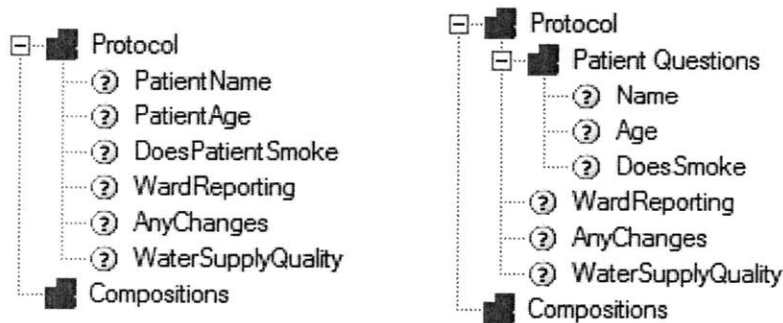 Protocol
PatientName
PatientAge
DoesPatientSmoke
WardReporting
AnyChanges
WaterSupplyQuality
Compositions
Protocol
Patient Questions
Name
Age
DoesSmoke
WardReporting
AnyChanges
WaterSupplyQuality
Compositions